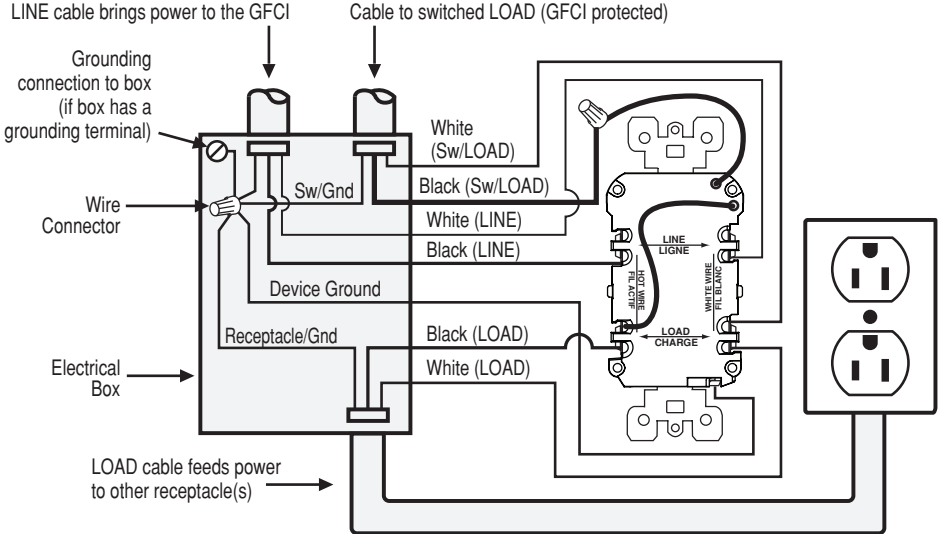 LINE cable brings power to the GFCI
Cable to switched LOAD (GFCI protected)
Grounding
connection to box
(if box has a
grounding terminal)
White
(Sw/LOAD)
Sw/Gnd
Black (Sw/LOAD)
Wire
Connector
White (LINE)
Black (LINE)
LINE
LIGNE
HOT WIRE
FIL ACTIF
WHITE WIRE
FIL BLANC
Device Ground
Receptacle/Gnd
Black (LOAD)
LOAD
CHARGE
White (LOAD)
Electrical
Box
LOAD cable feeds power
to other receptacle(s)